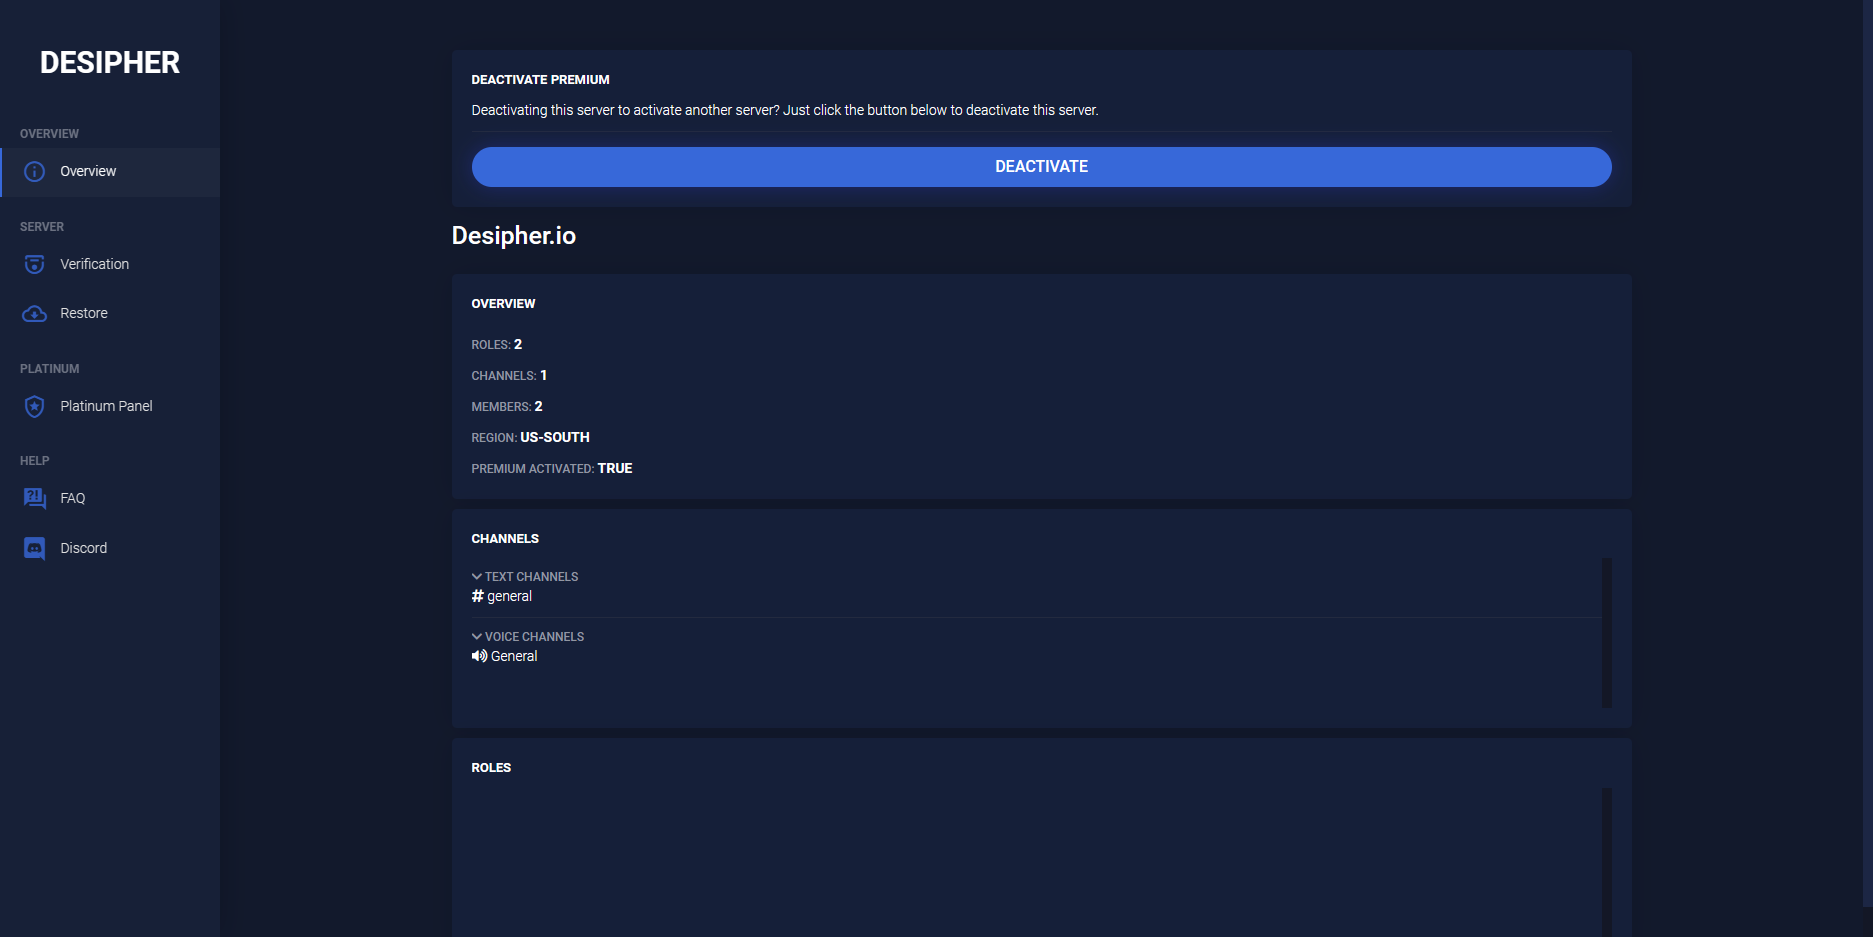 DESIPHER
OVERVIEW
Overview
SERVER
Verification
Restore
PLATINUM
Platinum Panel
HELP
FAQ
Discord
DEACTIVATE PREMIUM
Deactivating this server to activate another server? Just click the button below to deactivate this server.
DEACTIVATE
Desipher.io
OVERVIEW
ROLES: 2
CHANNELS: 1
MEMBERS: 2
REGION: US-SOUTH
PREMIUM ACTIVATED: TRUE
CHANNELS
TEXT CHANNELS
# general
VOICE CHANNELS
General
ROLES